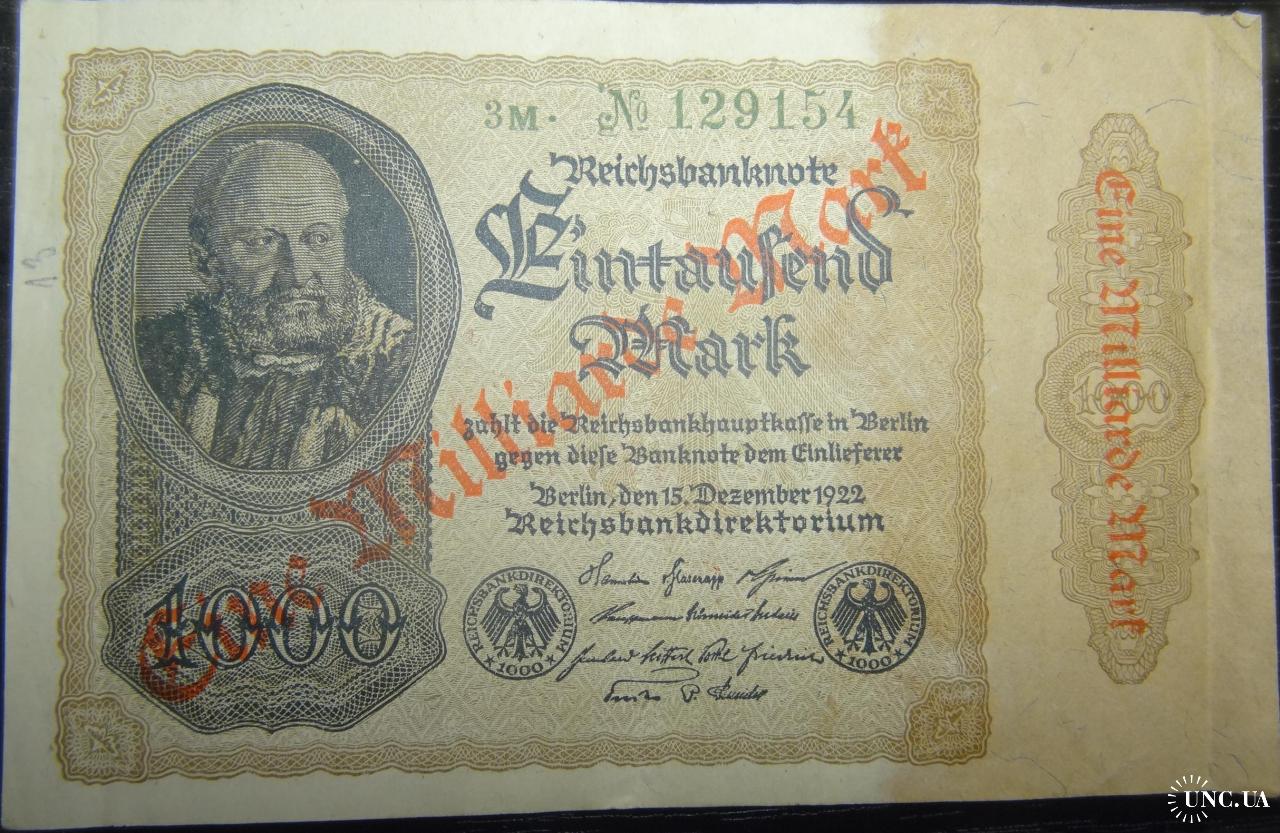 3M· № 129154
Reichsbanknote
Eintausend
Mark
zahlt die Reichsbankhauptkasse in Berlin
gegen diese Banknote dem Einlieferer
Berlin, den 15. Dezember 1922
Reichsbankdirektorium
Eine Milliarde Mark
1000
REICHSBANKDIREKTORIUM
★ 1000 ★
REICHSBANKDIREKTORIUM
★ 1000 ★
Eine Milliarde Mark
1000
13
UNC.UA